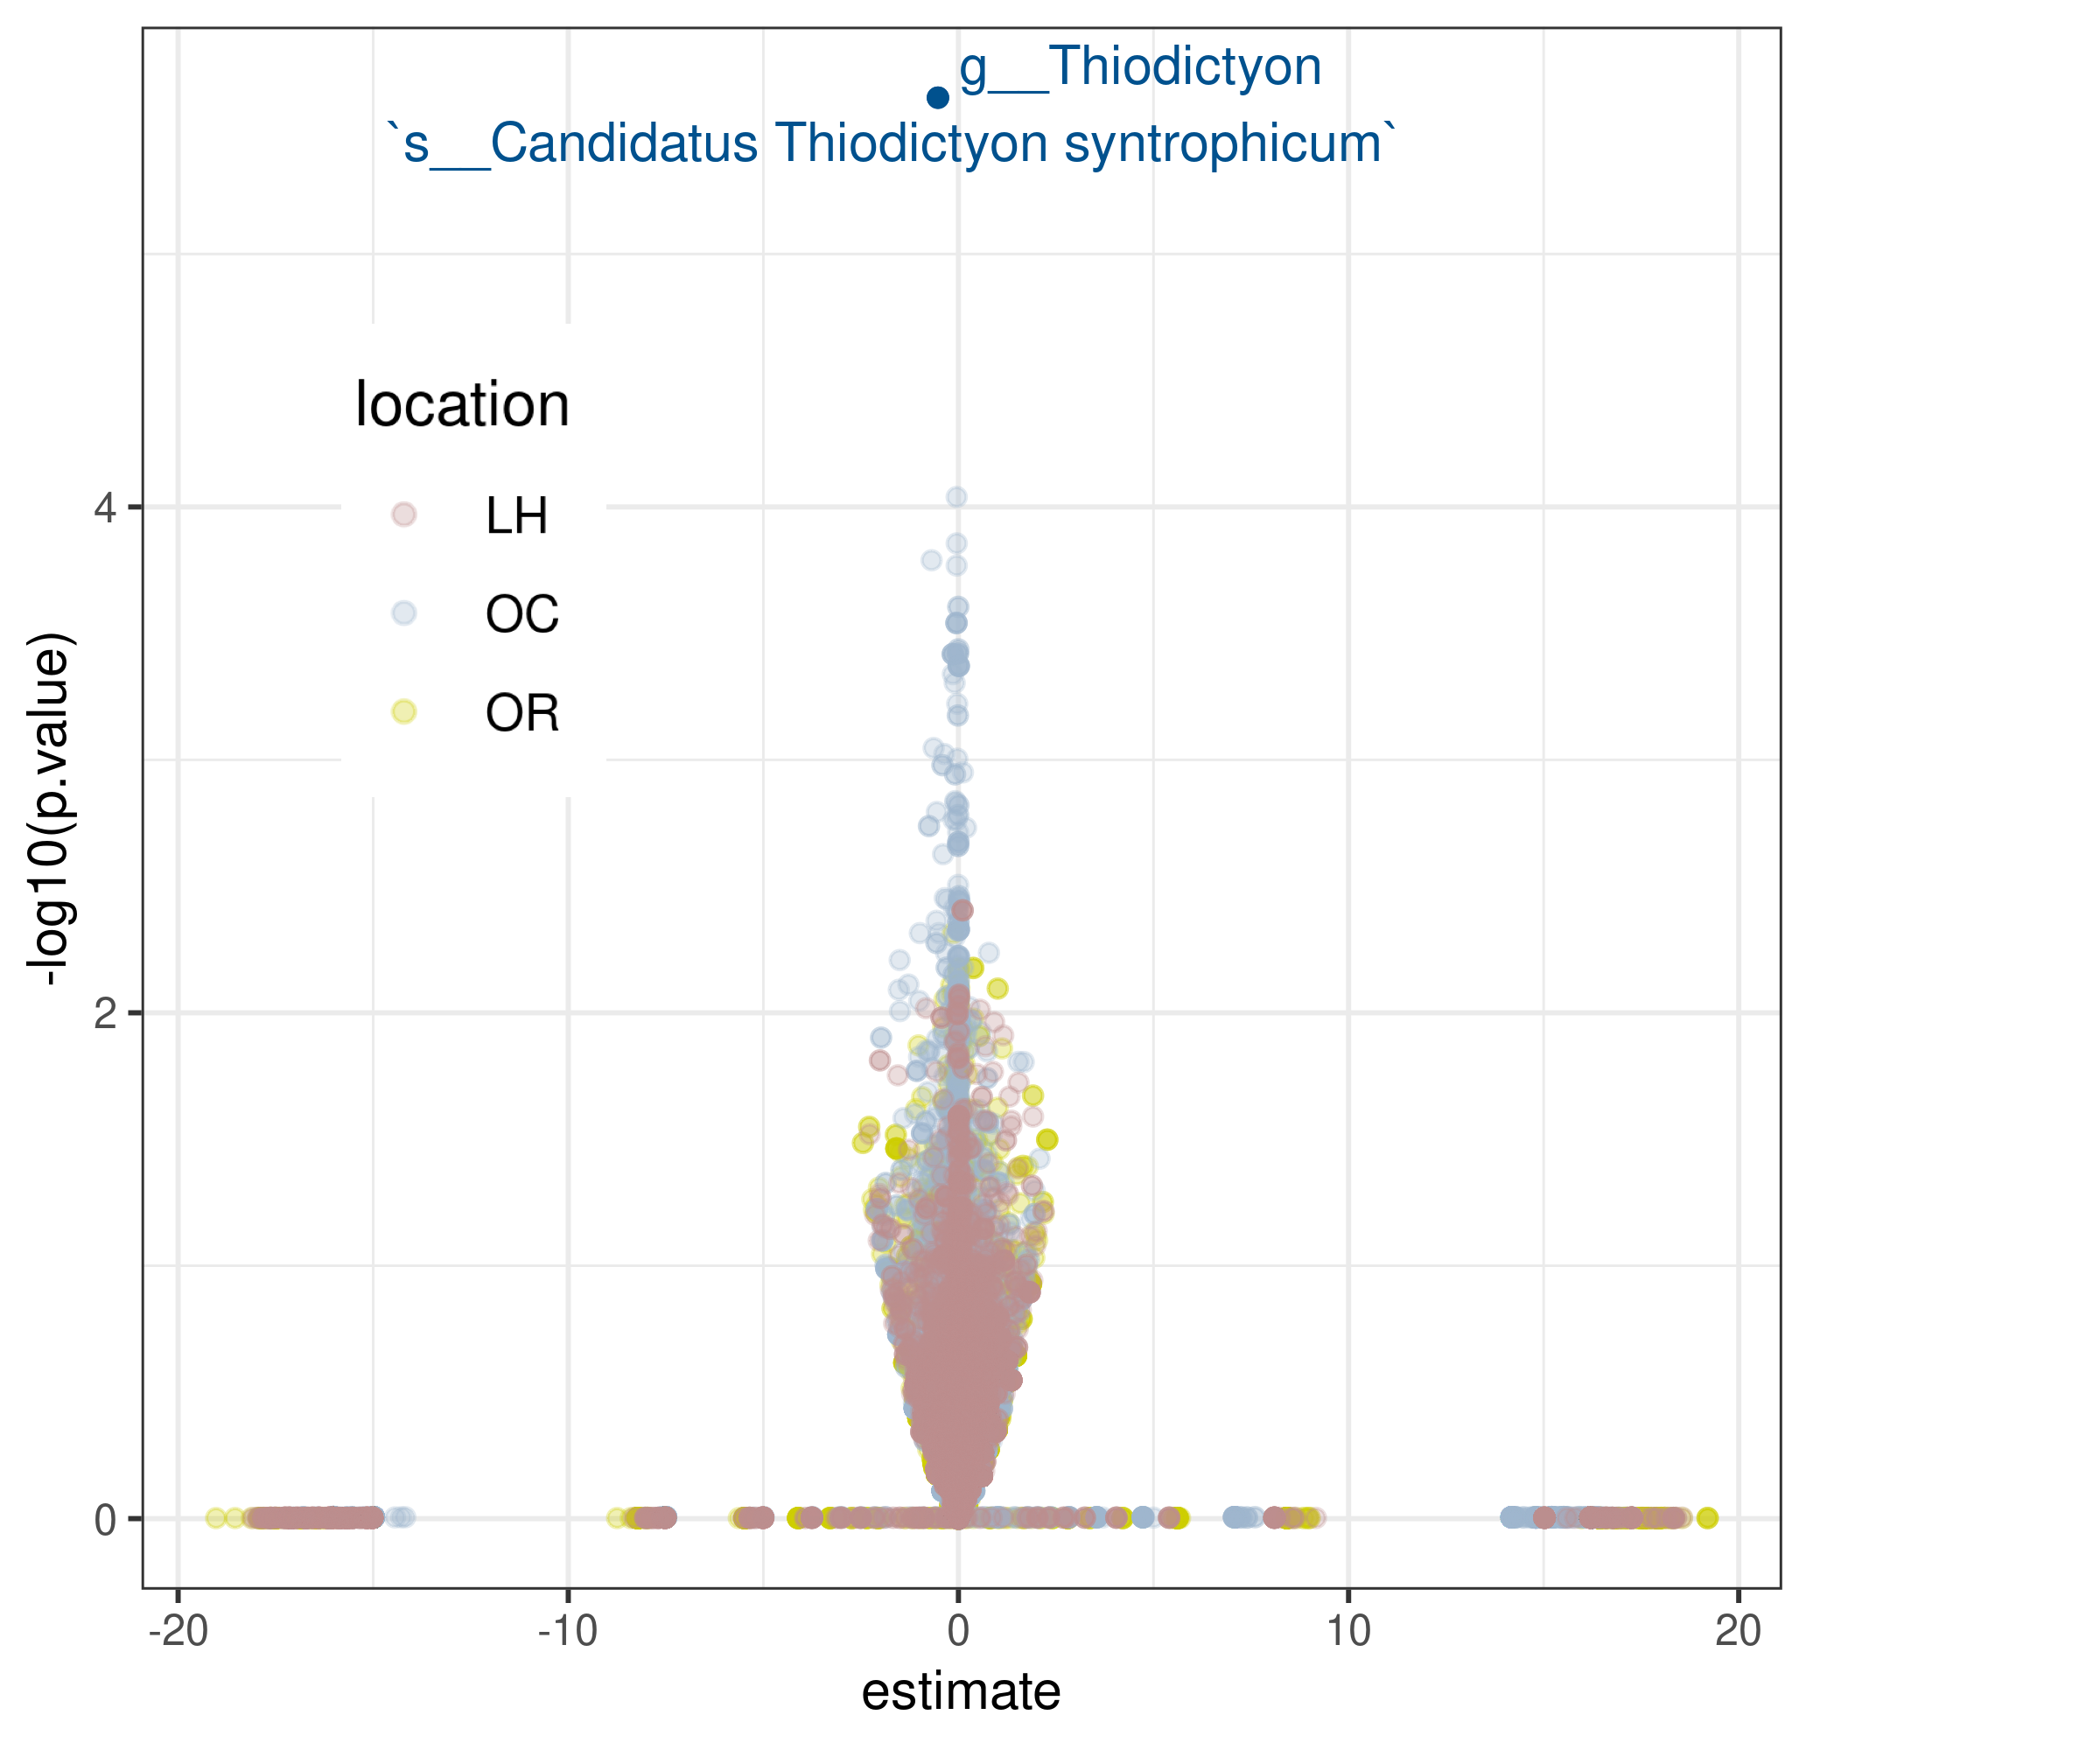 g__Thiodictyon
`s__Candidatus Thiodictyon syntrophicum`
location
LH
OC
OR
-log10(p.value)
4
2
0
-20
-10
0
10
20
estimate